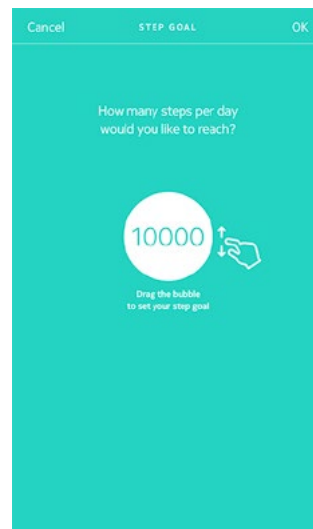 Cancel STEP GOAL OK
How many steps per day
would you like to reach?
10000
Drag the bubble
to set your step goal